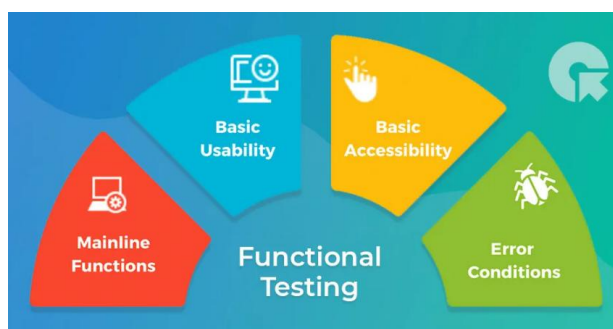 Mainline
Functions
Basic
Usability
Basic
Accessibility
Error
Conditions
Functional
Testing